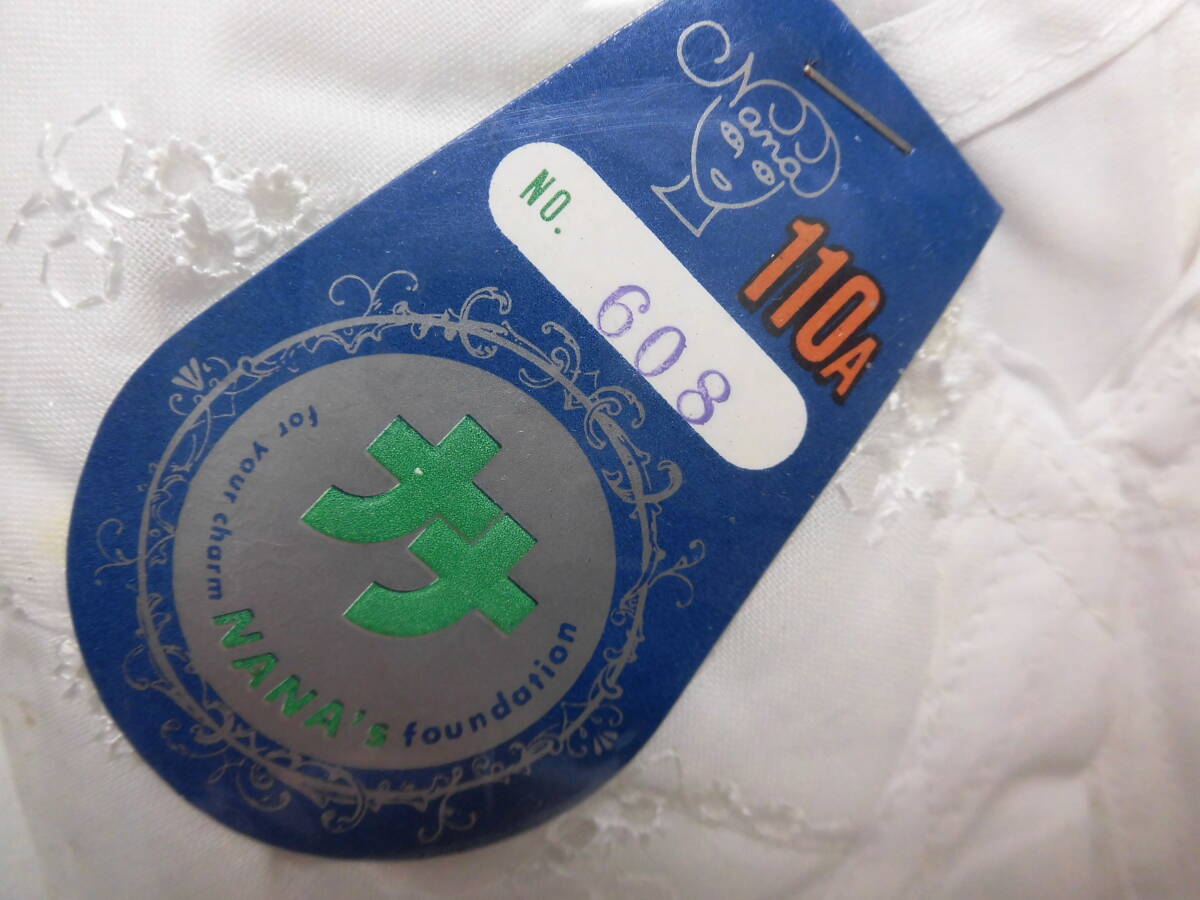 Nana
110A
NO.
608
ナナ
for your charm NANA's foundation